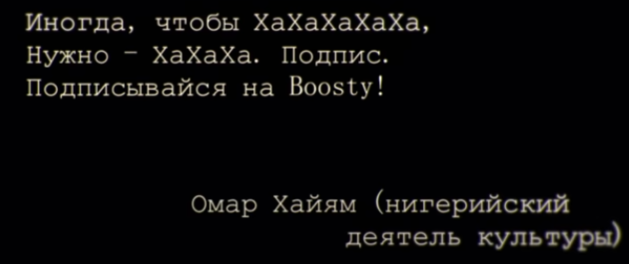 Иногда, чтобы ХаХаХаХаХа,
Нужно – ХаХаХа. Подпис.
Подписывайся на Boosty!
Омар Хайям (нигерийский
деятель культуры)